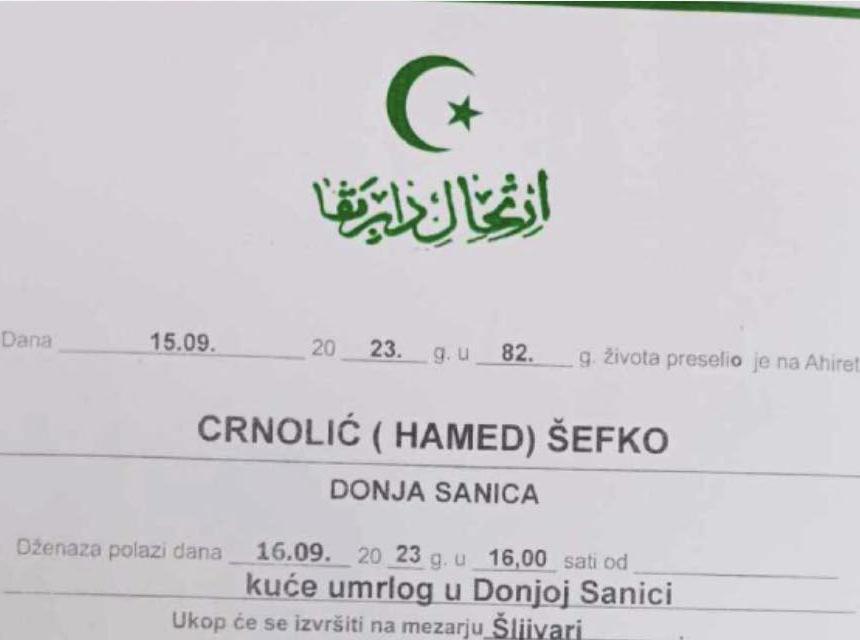 ارتحال دار بقا
Dana 15.09. 20 23. g. u 82. g. života preselio je na Ahiret
CRNOLIĆ ( HAMED) ŠEFKO
DONJA SANICA
Dženaza polazi dana 16.09. 20 23 g. u 16,00 sati od
kuće umrlog u Donjoj Sanici
Ukop će se izvršiti na mezarju Šljivari